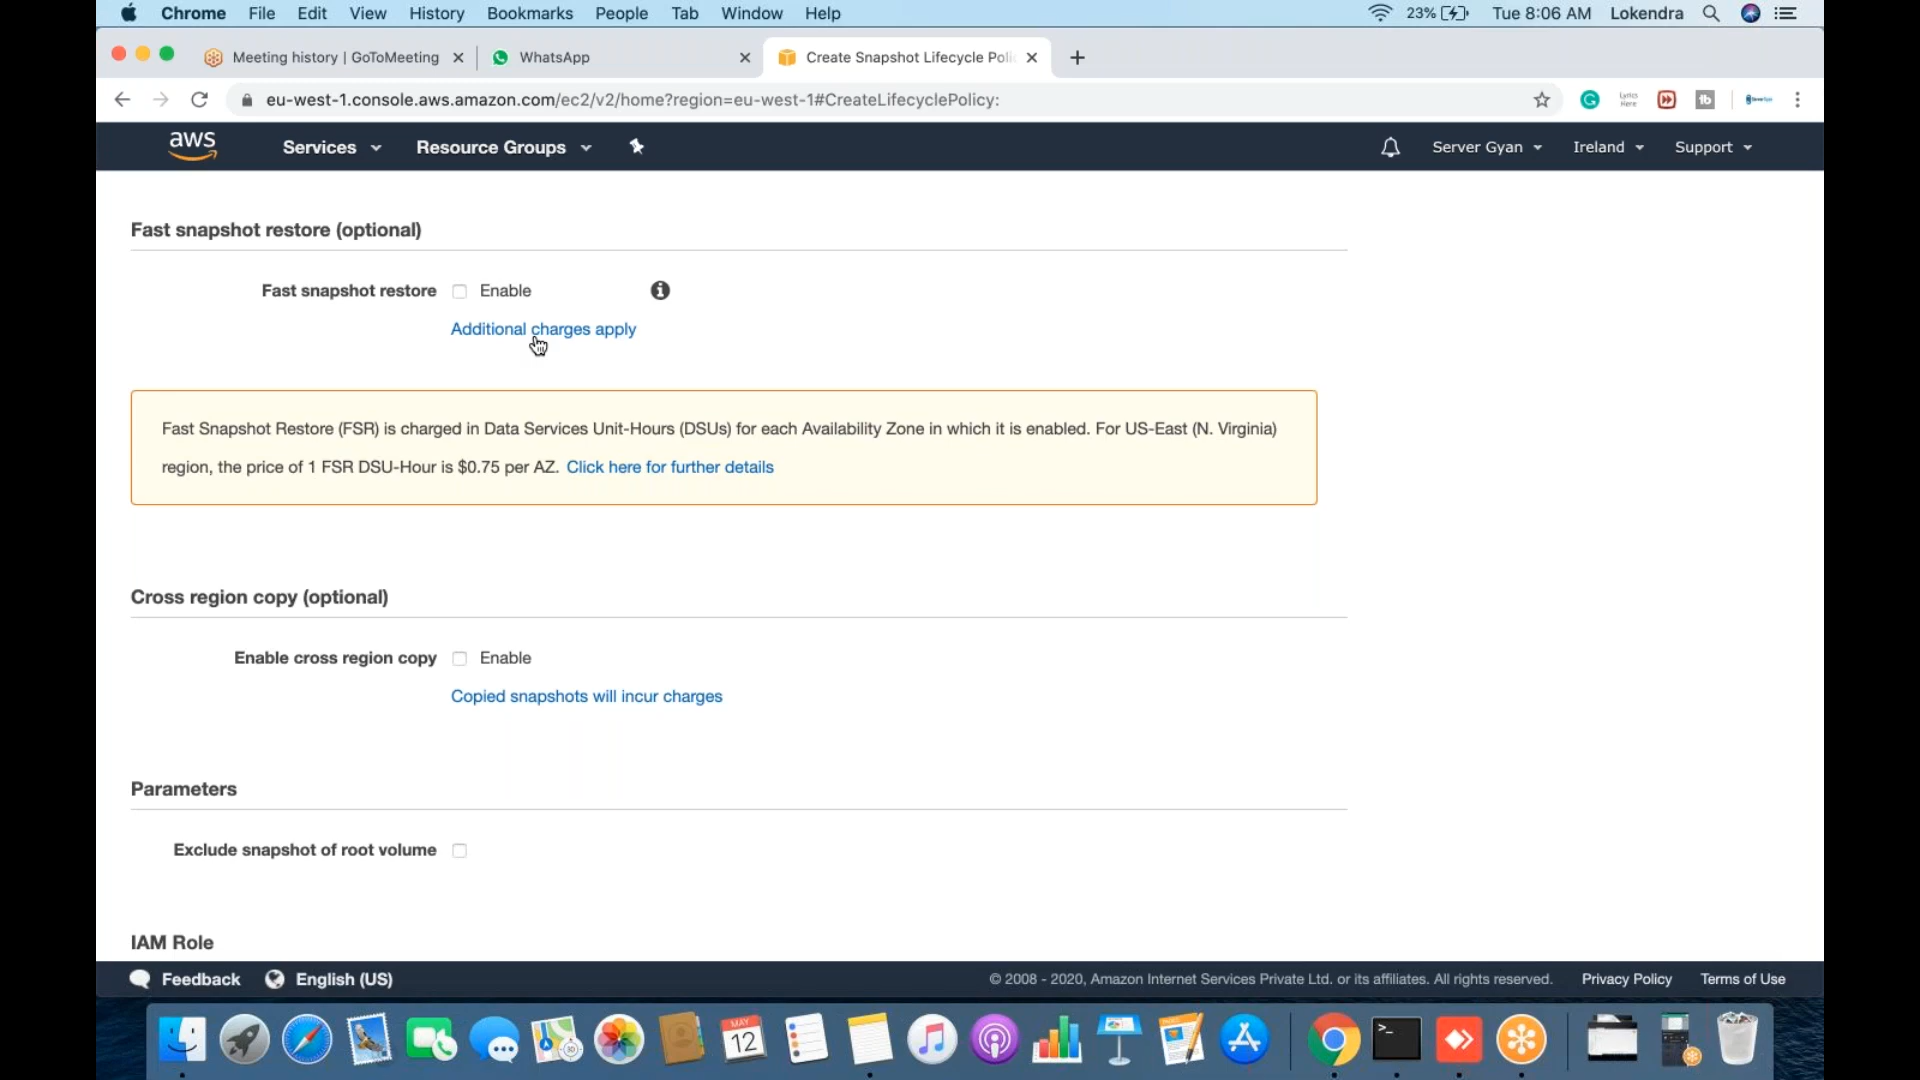 Chrome File Edit View History Bookmarks People Tab Window Help 23% Tue 8:06 AM Lokendra
Meeting history | GoToMeeting WhatsApp Create Snapshot Lifecycle Poli
eu-west-1.console.aws.amazon.com/ec2/v2/home?region=eu-west-1#CreateLifecyclePolicy:
aws Services Resource Groups Server Gyan Ireland Support
Fast snapshot restore (optional)
Fast snapshot restore Enable
Additional charges apply
Fast Snapshot Restore (FSR) is charged in Data Services Unit-Hours (DSUs) for each Availability Zone in which it is enabled. For US-East (N. Virginia)
region, the price of 1 FSR DSU-Hour is $0.75 per AZ. Click here for further details
Cross region copy (optional)
Enable cross region copy Enable
Copied snapshots will incur charges
Parameters
Exclude snapshot of root volume
IAM Role
Feedback English (US) © 2008 - 2020, Amazon Internet Services Private Ltd. or its affiliates. All rights reserved. Privacy Policy Terms of Use
MAY
12